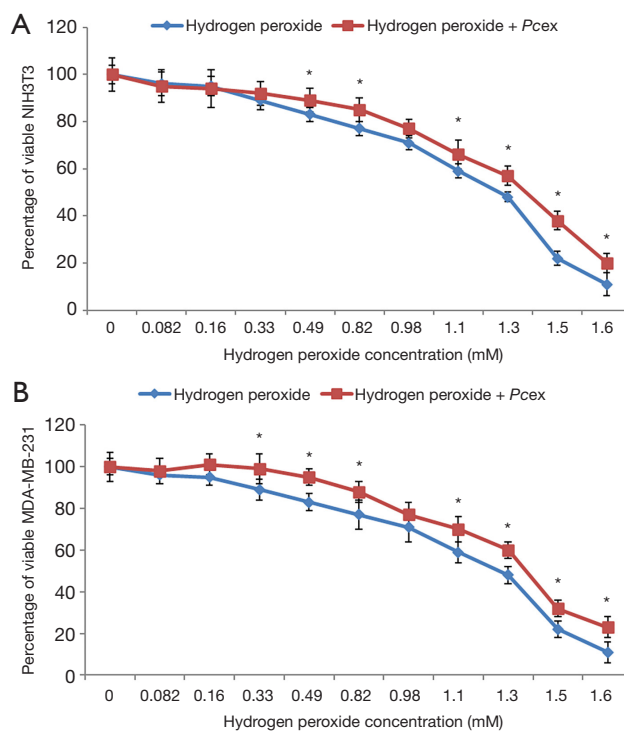 A
Hydrogen peroxide
Hydrogen peroxide + Pcex
Percentage of viable NIH3T3
120
100
80
60
40
20
0
* * * * * *
0 0.082 0.16 0.33 0.49 0.82 0.98 1.1 1.3 1.5 1.6
Hydrogen peroxide concentration (mM)
B
Hydrogen peroxide
Hydrogen peroxide + Pcex
Percentage of viable MDA-MB-231
120
100
80
60
40
20
0
* * * * * * *
0 0.082 0.16 0.33 0.49 0.82 0.98 1.1 1.3 1.5 1.6
Hydrogen peroxide concentration (mM)